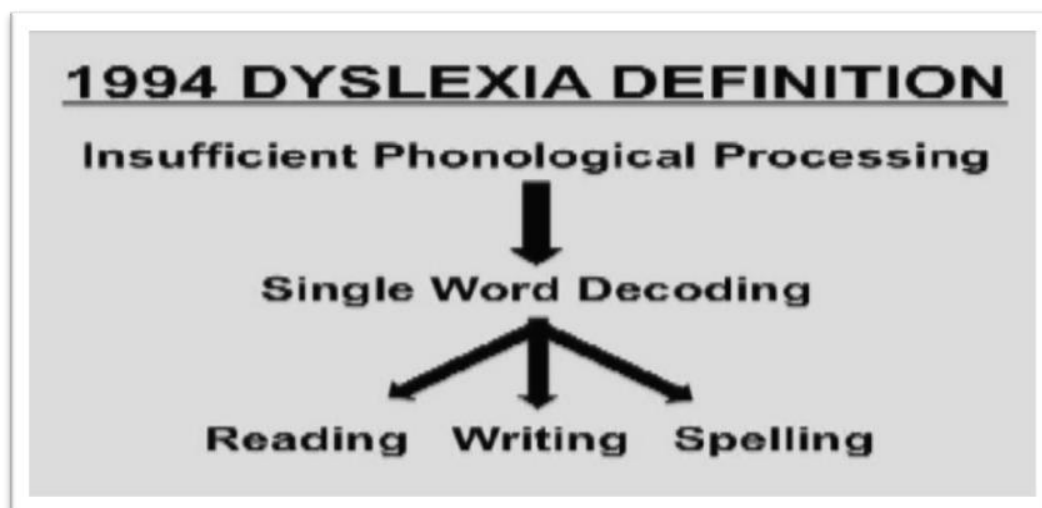 1994 DYSLEXIA DEFINITION
Insufficient Phonological Processing
Single Word Decoding
Reading Writing Spelling